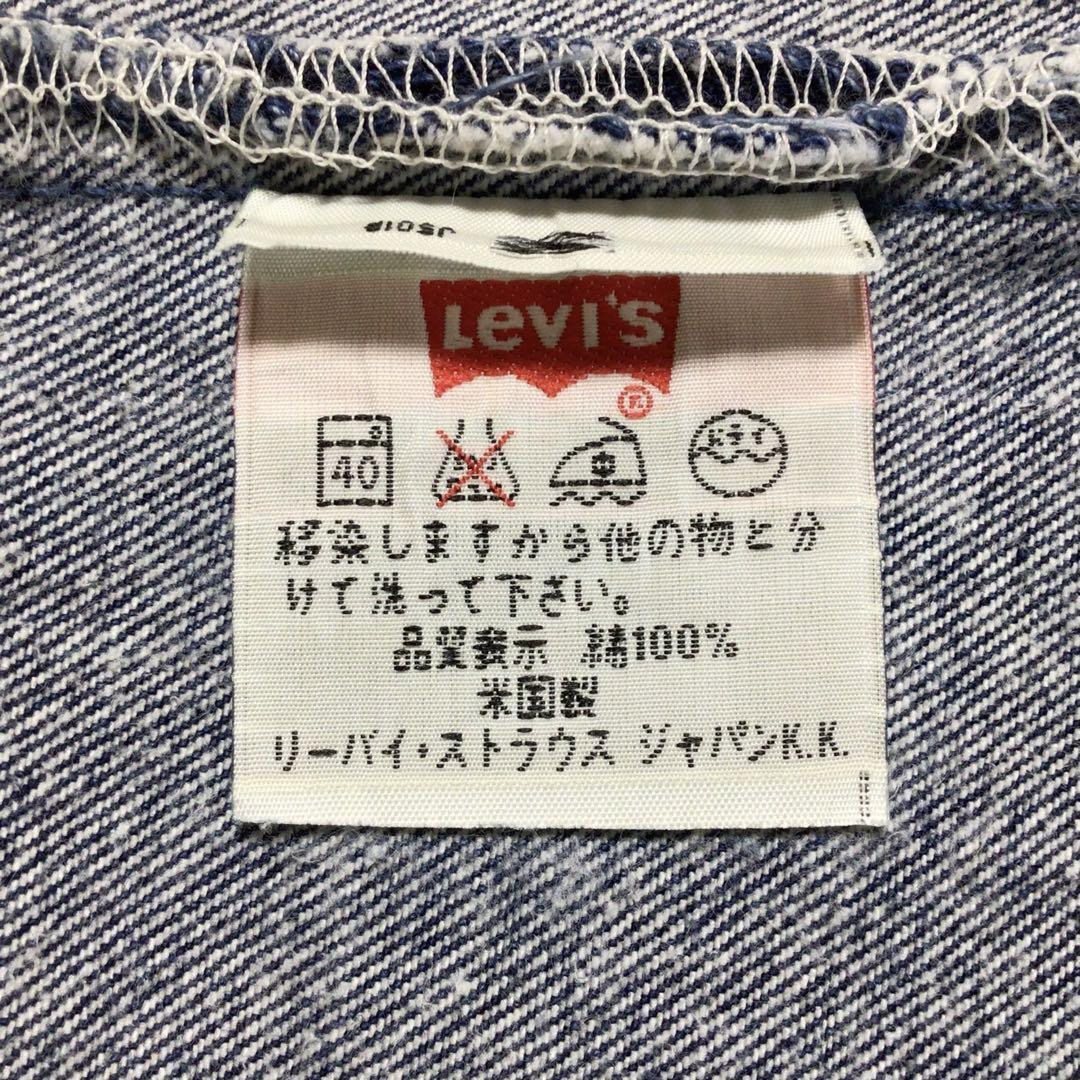 LEVI'S
®
40
移染しますから他の物と分
けて洗って下さい。
品質表示 綿100%
米国製
リーバイ・ストラウス ジャパンK.K.